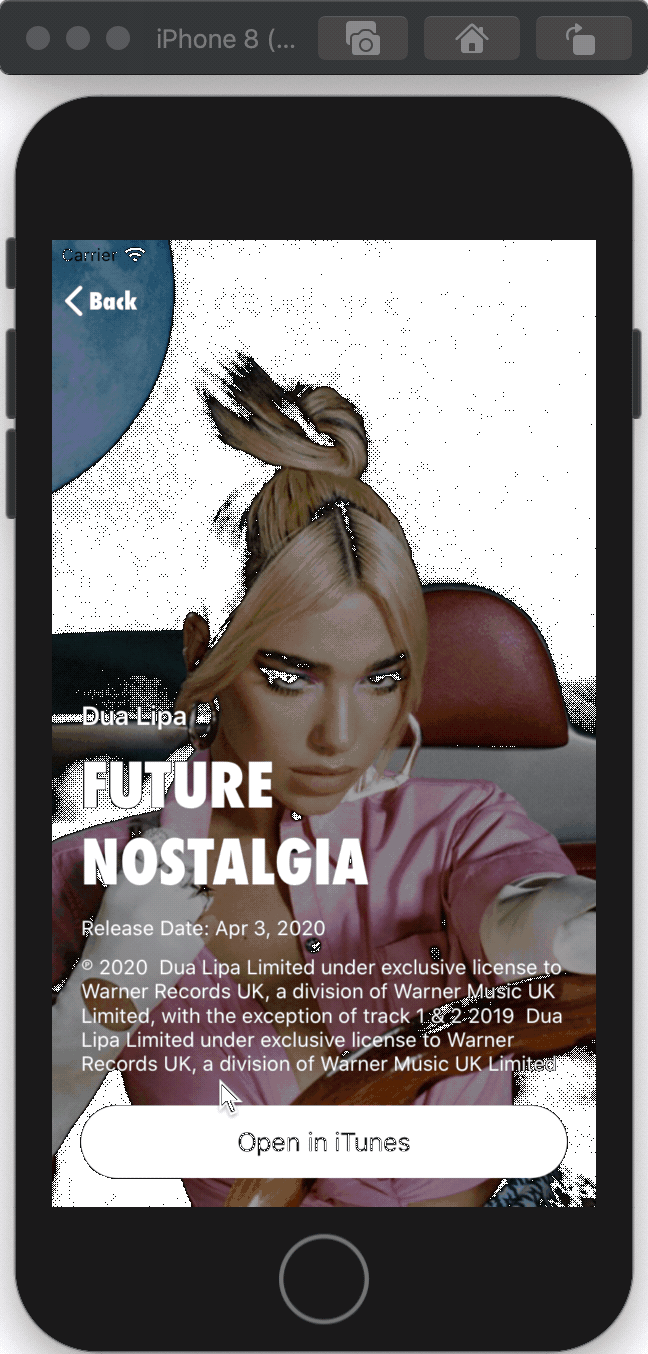 iPhone 8 (...
Carrier
Back
Dua Lipa
FUTURE
NOSTALGIA
Release Date: Apr 3, 2020
℗ 2020  Dua Lipa Limited under exclusive license to
Warner Records UK, a division of Warner Music UK
Limited, with the exception of track 1 & 2 2019  Dua
Lipa Limited under exclusive license to Warner
Records UK, a division of Warner Music UK Limited
Open in iTunes